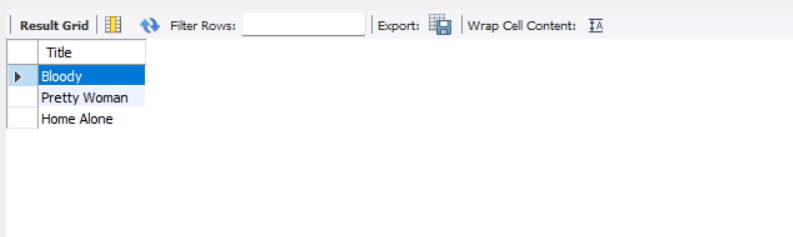 Result Grid Filter Rows: Export: Wrap Cell Content:
Title
Bloody
Pretty Woman
Home Alone